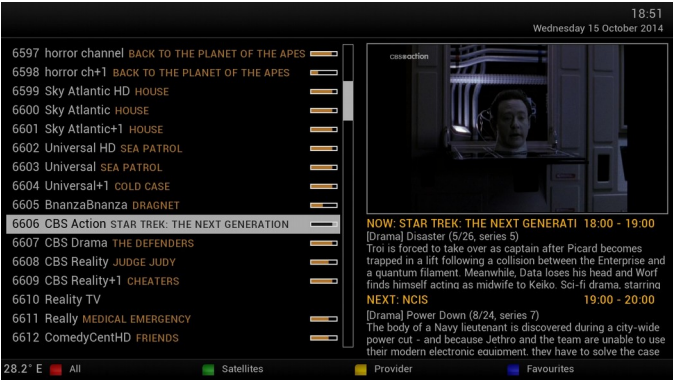 18:51
Wednesday 15 October 2014
6597 horror channel BACK TO THE PLANET OF THE APES
6598 horror ch+1 BACK TO THE PLANET OF THE APES
6599 Sky Atlantic HD HOUSE
6600 Sky Atlantic HOUSE
6601 Sky Atlantic+1 HOUSE
6602 Universal HD SEA PATROL
6603 Universal SEA PATROL
6604 Universal+1 COLD CASE
6605 BnanzaBnanza DRAGNET
6606 CBS Action STAR TREK: THE NEXT GENERATION
6607 CBS Drama THE DEFENDERS
6608 CBS Reality JUDGE JUDY
6609 CBS Reality+1 CHEATERS
6610 Reality TV
6611 Really MEDICAL EMERGENCY
6612 ComedyCentHD FRIENDS
CBS action
NOW: STAR TREK: THE NEXT GENERATI 18:00 - 19:00
[Drama] Disaster (5/26, series 5)
Troi is forced to take over as captain after Picard becomes
trapped in a lift following a collision between the Enterprise and
a quantum filament. Meanwhile, Data loses his head and Worf
finds himself acting as midwife to Keiko. Sci-fi drama, starring
NEXT: NCIS 19:00 - 20:00
[Drama] Power Down (8/24, series 7)
The body of a Navy lieutenant is discovered during a city-wide
power cut - and because Jethro and the team are unable to use
their modern electronic equipment, they have to solve the case
28.2° E All Satellites Provider Favourites